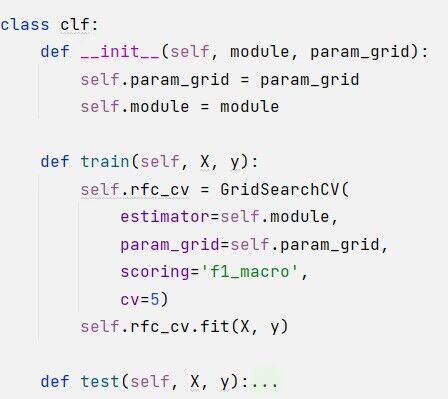 class clf:
    def __init__(self, module, param_grid):
        self.param_grid = param_grid
        self.module = module
    def train(self, X, y):
        self.rfc_cv = GridSearchCV(
            estimator=self.module,
            param_grid=self.param_grid,
            scoring='f1_macro',
            cv=5)
        self.rfc_cv.fit(X, y)
    def test(self, X, y):...